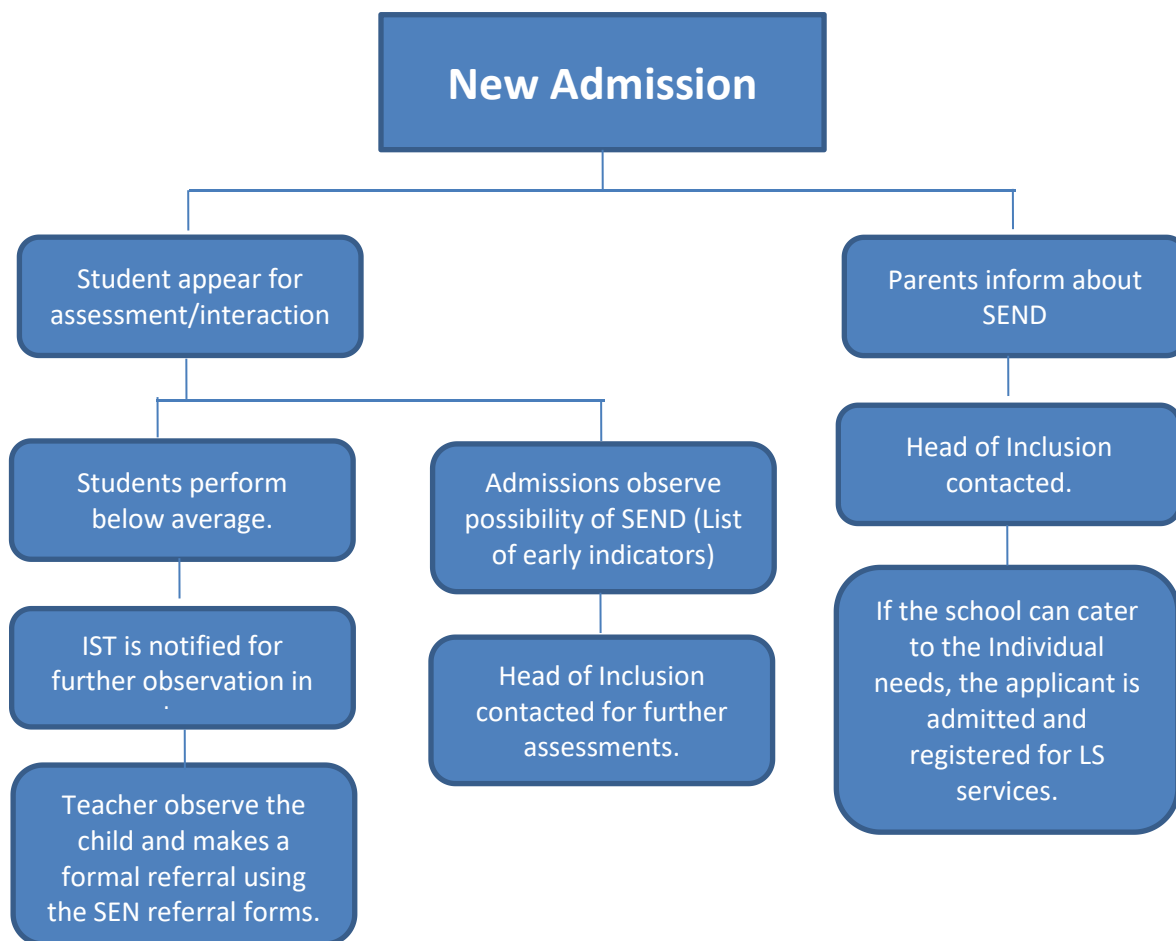 New Admission
Student appear for
assessment/interaction
Parents inform about
SEND
Students perform
below average.
Admissions observe
possibility of SEND (List
of early indicators)
Head of Inclusion
contacted.
IST is notified for
further observation in
Head of Inclusion
contacted for further
assessments.
If the school can cater
to the Individual
needs, the applicant is
admitted and
registered for LS
services.
Teacher observe the
child and makes a
formal referral using
the SEN referral forms.